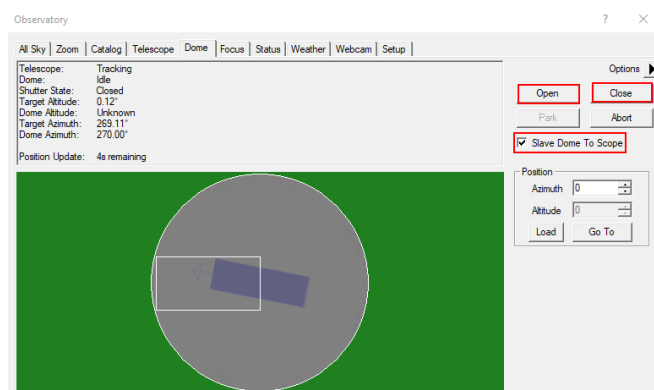 Observatory ? ×
All Sky Zoom Catalog Telescope Dome Focus Status Weather Webcam Setup
Telescope: Tracking
Dome: Idle
Shutter State: Closed
Target Altitude: 0.12°
Dome Altitude: Unknown
Target Azimuth: 269.11°
Dome Azimuth: 270.00°
Position Update: 4s remaining
Options
Open Close
Park Abort
Slave Dome To Scope
Position
Azimuth 0
Altitude 0
Load Go To